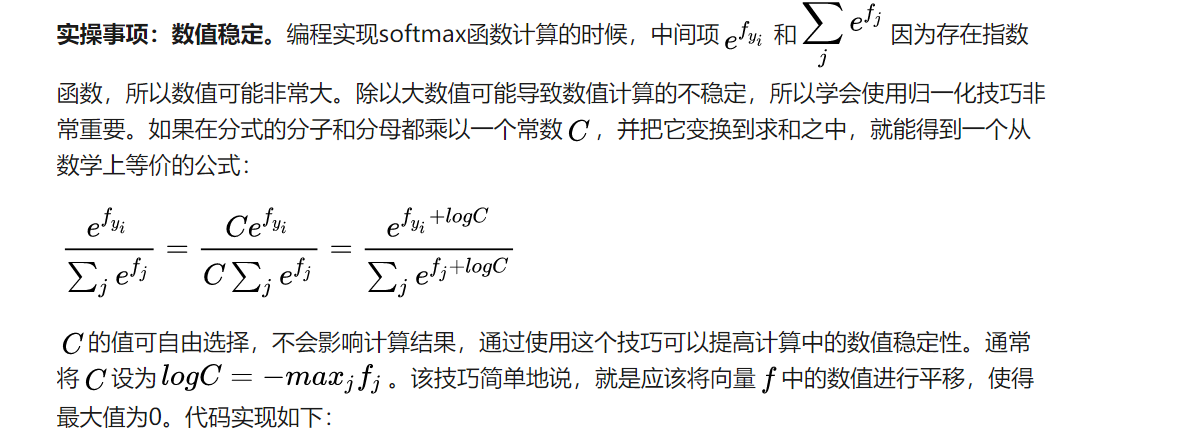 实操事项：数值稳定。编程实现softmax函数计算的时候，中间项 $e^{f_{y_i}}$ 和 $\sum_j e^{f_j}$ 因为存在指数
函数，所以数值可能非常大。除以大数值可能导致数值计算的不稳定，所以学会使用归一化技巧非
常重要。如果在分式的分子和分母都乘以一个常数 $C$ ，并把它变换到求和之中，就能得到一个从
数学上等价的公式：
$\frac{e^{f_{y_i}}}{\sum_j e^{f_j}} = \frac{Ce^{f_{y_i}}}{C\sum_j e^{f_j}} = \frac{e^{f_{y_i}+logC}}{\sum_j e^{f_j+logC}}$
$C$ 的值可自由选择，不会影响计算结果，通过使用这个技巧可以提高计算中的数值稳定性。通常
将 $C$ 设为 $logC = -max_j f_j$ 。该技巧简单地说，就是应该将向量 $f$ 中的数值进行平移，使得
最大值为0。代码实现如下：